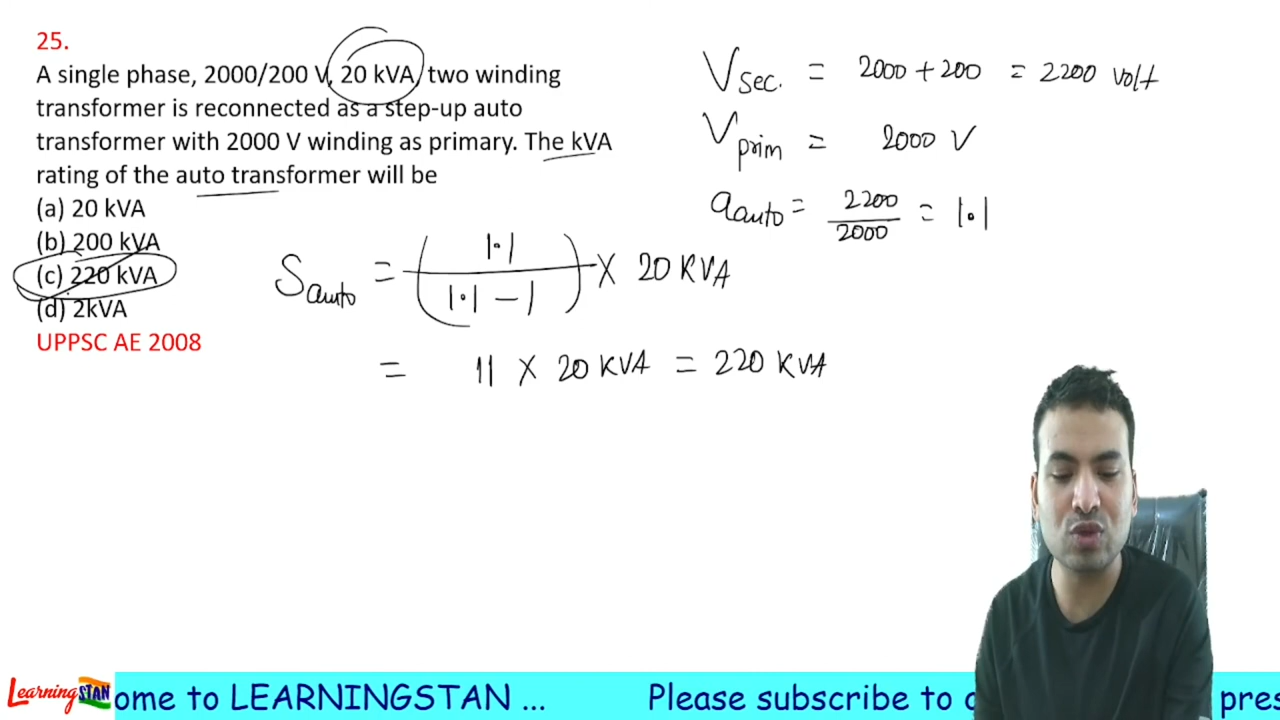 25.
A single phase, 2000/200 V, 20 kVA, two winding
transformer is reconnected as a step-up auto
transformer with 2000 V winding as primary. The kVA
rating of the auto transformer will be
(a) 20 kVA
(b) 200 kVA
(c) 220 kVA
(d) 2kVA
UPPSC AE 2008
Vsec. = 2000 + 200 = 2200 volt
Vprim = 2000 V
aauto = 2200/2000 = 1.1
Sauto = (1.1/(1.1 - 1)) × 20 KVA
= 11 × 20 KVA = 220 KVA
LearningSTAN
ome to LEARNINGSTAN ... Please subscribe to pres